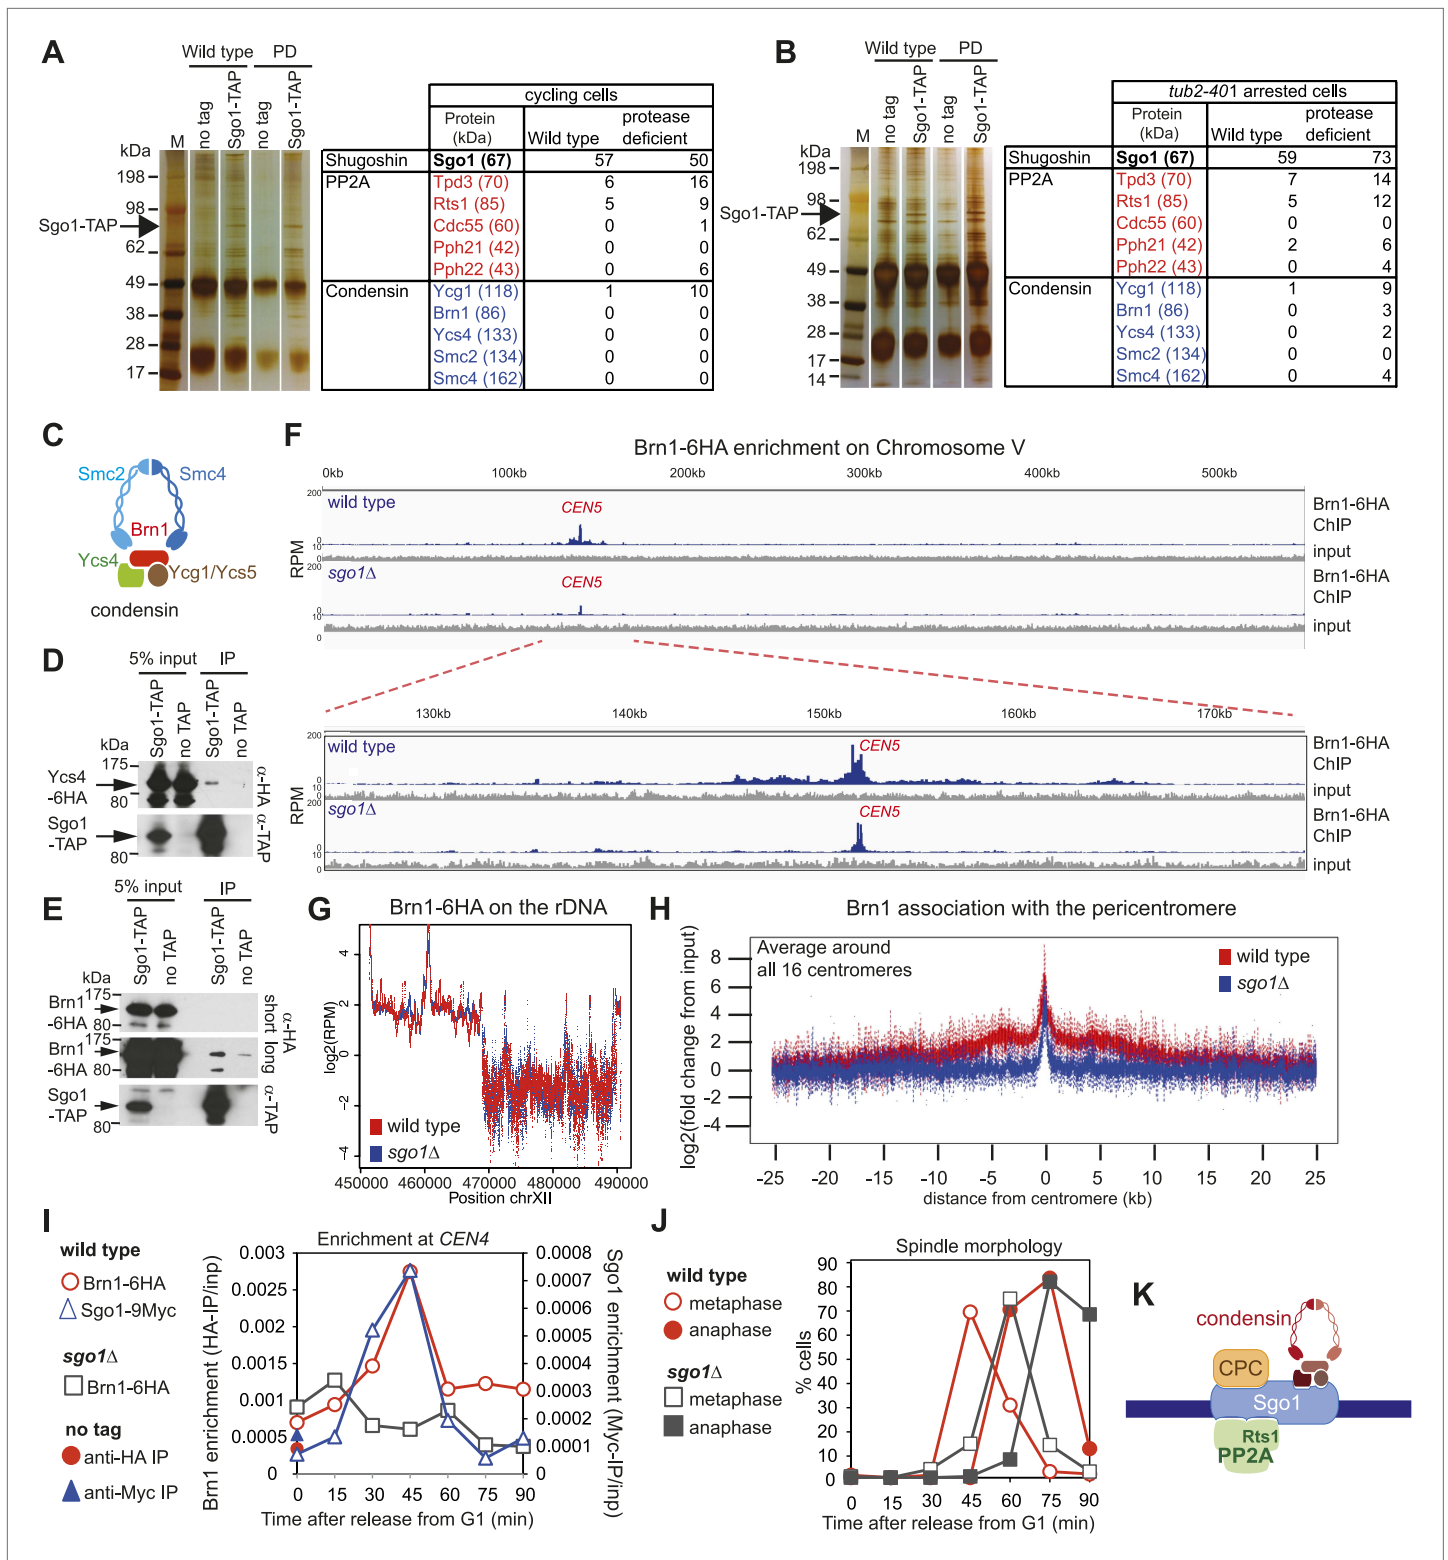 A
Wild type PD
no tag
Sgo1-TAP
no tag
Sgo1-TAP
M
kDa
198
98
Sgo1-TAP
62
49
38
28
17
cycling cells
Protein (kDa) Wild type protease deficient
Shugoshin Sgo1 (67) 57 50
PP2A Tpd3 (70) 6 16
Rts1 (85) 5 9
Cdc55 (60) 0 1
Pph21 (42) 0 0
Pph22 (43) 0 6
Condensin Ycg1 (118) 1 10
Brn1 (86) 0 0
Ycs4 (133) 0 0
Smc2 (134) 0 0
Smc4 (162) 0 0
B
Wild type PD
no tag
Sgo1-TAP
no tag
Sgo1-TAP
M
kDa
198
98
Sgo1-TAP
62
49
38
28
17
14
tub2-401 arrested cells
Protein (kDa) Wild type protease deficient
Shugoshin Sgo1 (67) 59 73
PP2A Tpd3 (70) 7 14
Rts1 (85) 5 12
Cdc55 (60) 0 0
Pph21 (42) 2 6
Pph22 (43) 0 4
Condensin Ycg1 (118) 1 9
Brn1 (86) 0 3
Ycs4 (133) 0 2
Smc2 (134) 0 0
Smc4 (162) 0 4
C
Smc2 Smc4
Brn1
Ycs4
Ycg1/Ycs5
condensin
D
5% input IP
Sgo1-TAP
no TAP
Sgo1-TAP
no TAP
kDa
175
Ycs4
-6HA
80
α-HA
Sgo1
-TAP
80
α-TAP
E
5% input IP
Sgo1-TAP
no TAP
Sgo1-TAP
no TAP
kDa
175
Brn1
-6HA
80
short
175
Brn1
-6HA
80
long
α-HA
Sgo1
-TAP
80
α-TAP
F
Brn1-6HA enrichment on Chromosome V
0kb 100kb 200kb 300kb 400kb 500kb
200
wild type
CEN5
Brn1-6HA
ChIP
0
10
input
RPM
200
sgo1Δ
CEN5
Brn1-6HA
ChIP
0
10
input
0
130kb 140kb 150kb 160kb 170kb
200
wild type
CEN5
Brn1-6HA
ChIP
0
10
input
RPM
200
sgo1Δ
CEN5
Brn1-6HA
ChIP
0
10
input
0
G
Brn1-6HA on the rDNA
log2(RPM)
4
2
0
−2
−4
wild type
sgo1Δ
450000 460000 470000 480000 490000
Position chrXII
H
Brn1 association with the pericentromere
Average around
all 16 centromeres
wild type
sgo1Δ
log2(fold change from input)
8
6
4
2
0
-2
-4
-25 -20 -15 -10 -5 0 5 10 15 20 25
distance from centromere (kb)
I
wild type
Brn1-6HA
Sgo1-9Myc
sgo1Δ
Brn1-6HA
no tag
anti-HA IP
anti-Myc IP
Enrichment at CEN4
Brn1 enrichment (HA-IP/inp)
0.003
0.0025
0.002
0.0015
0.001
0.0005
0
Sgo1 enrichment (Myc-IP/inp)
0.0008
0.0007
0.0006
0.0005
0.0004
0.0003
0.0002
0.0001
0
0 15 30 45 60 75 90
Time after release from G1 (min)
J
wild type
metaphase
anaphase
sgo1Δ
metaphase
anaphase
Spindle morphology
% cells
90
80
70
60
50
40
30
20
10
0
0 15 30 45 60 75 90
Time after release from G1 (min)
K
condensin
CPC
Sgo1
Rts1
PP2A